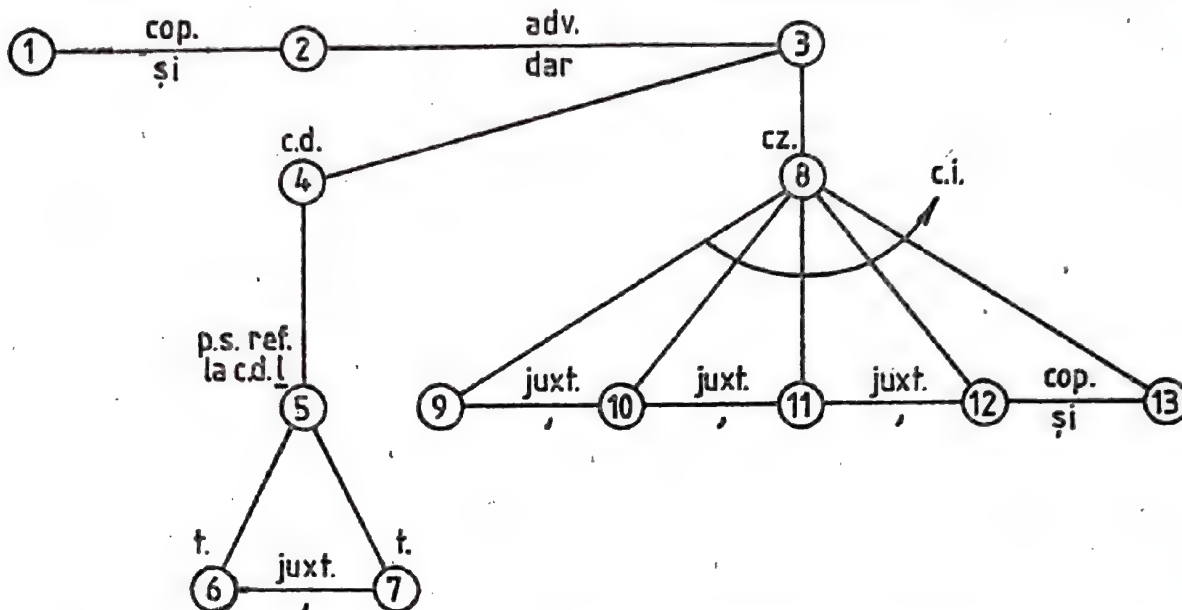 cop. adv.
1 și 2 dar 3
c.d. cz.
4 8 c.i.
p.s. ref.
la c.d. l
5 9 juxt. , 10 juxt. , 11 juxt. , 12 cop. și 13
t. t.
6 juxt. , 7